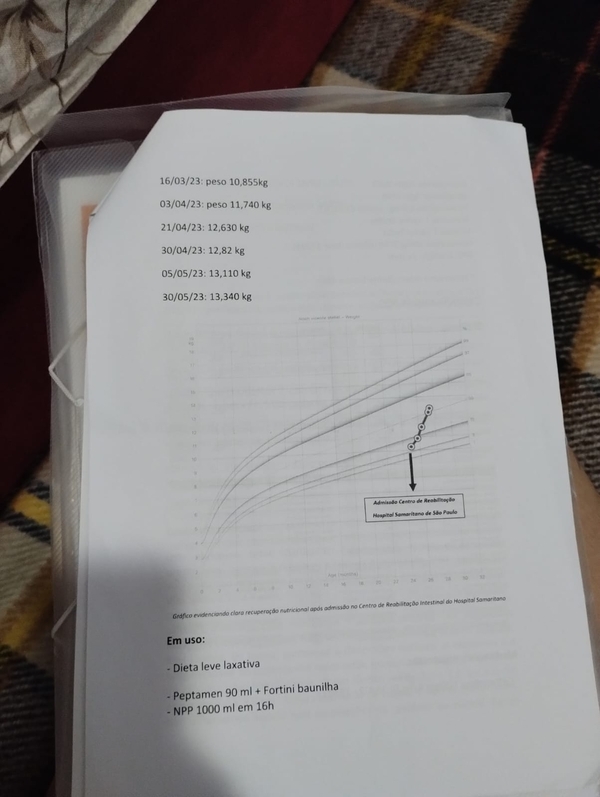 16/03/23: peso 10,855kg
03/04/23: peso 11,740 kg
21/04/23: 12,630 kg
30/04/23: 12,82 kg
05/05/23: 13,110 kg
30/05/23: 13,340 kg
Admissão Centro de Reabilitação
Hospital Samaritano de São Paulo
Gráfico evidenciando clara recuperação nutricional após admissão no Centro de Reabilitação Intestinal do Hospital Samaritano
Em uso:
- Dieta leve laxativa
- Peptamen 90 ml + Fortini baunilha
- NPP 1000 ml em 16h